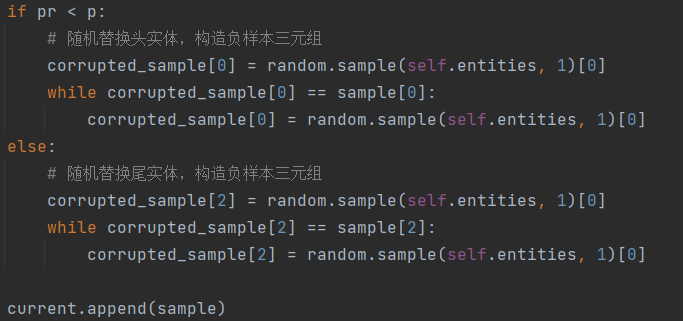 if pr < p:
    # 随机替换头实体，构造负样本三元组
    corrupted_sample[0] = random.sample(self.entities, 1)[0]
    while corrupted_sample[0] == sample[0]:
        corrupted_sample[0] = random.sample(self.entities, 1)[0]
else:
    # 随机替换尾实体，构造负样本三元组
    corrupted_sample[2] = random.sample(self.entities, 1)[0]
    while corrupted_sample[2] == sample[2]:
        corrupted_sample[2] = random.sample(self.entities, 1)[0]
current.append(sample)